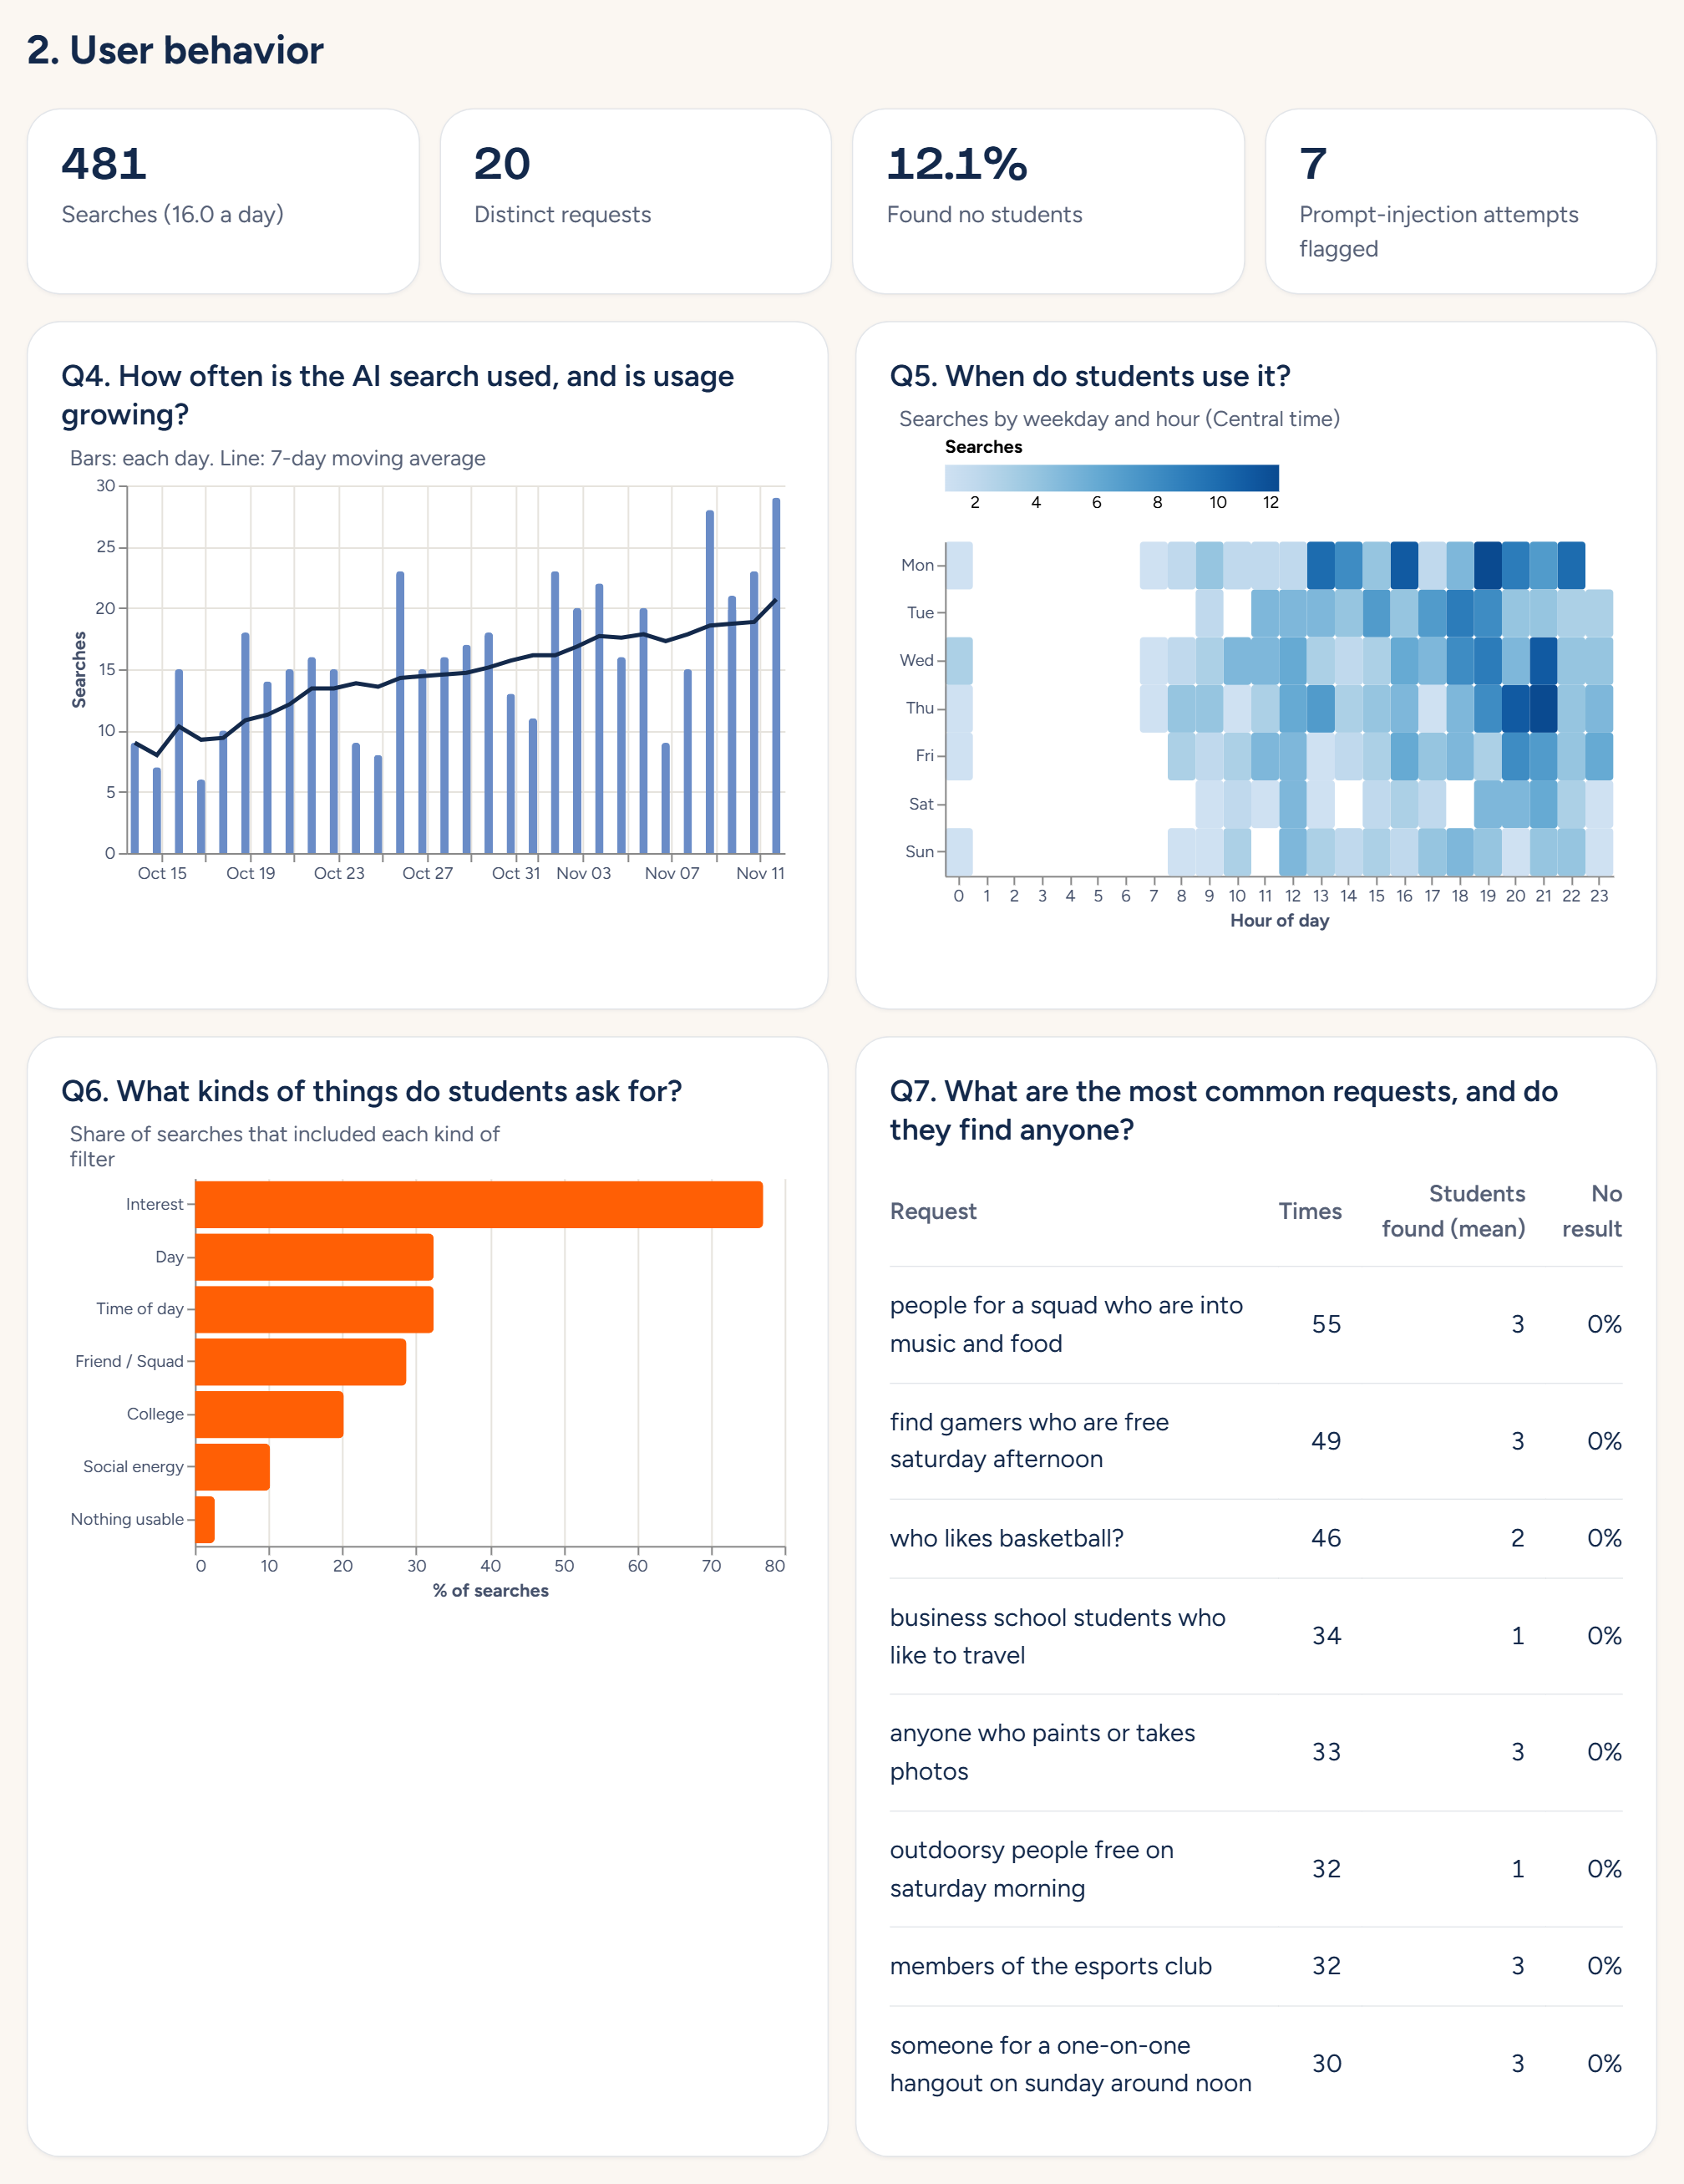 2. User behavior
481
Searches (16.0 a day)
20
Distinct requests
12.1%
Found no students
7
Prompt-injection attempts
flagged
Q4. How often is the AI search used, and is usage
growing?
Bars: each day. Line: 7-day moving average
30
25
20
15
10
5
0
Searches
Oct 15 Oct 19 Oct 23 Oct 27 Oct 31 Nov 03 Nov 07 Nov 11
Q5. When do students use it?
Searches by weekday and hour (Central time)
Searches
2 4 6 8 10 12
Mon
Tue
Wed
Thu
Fri
Sat
Sun
0 1 2 3 4 5 6 7 8 9 10 11 12 13 14 15 16 17 18 19 20 21 22 23
Hour of day
Q6. What kinds of things do students ask for?
Share of searches that included each kind of
filter
Interest
Day
Time of day
Friend / Squad
College
Social energy
Nothing usable
0 10 20 30 40 50 60 70 80
% of searches
Q7. What are the most common requests, and do
they find anyone?
Request Times Students found (mean) No result
people for a squad who are into
music and food 55 3 0%
find gamers who are free
saturday afternoon 49 3 0%
who likes basketball? 46 2 0%
business school students who
like to travel 34 1 0%
anyone who paints or takes
photos 33 3 0%
outdoorsy people free on
saturday morning 32 1 0%
members of the esports club 32 3 0%
someone for a one-on-one
hangout on sunday around noon 30 3 0%